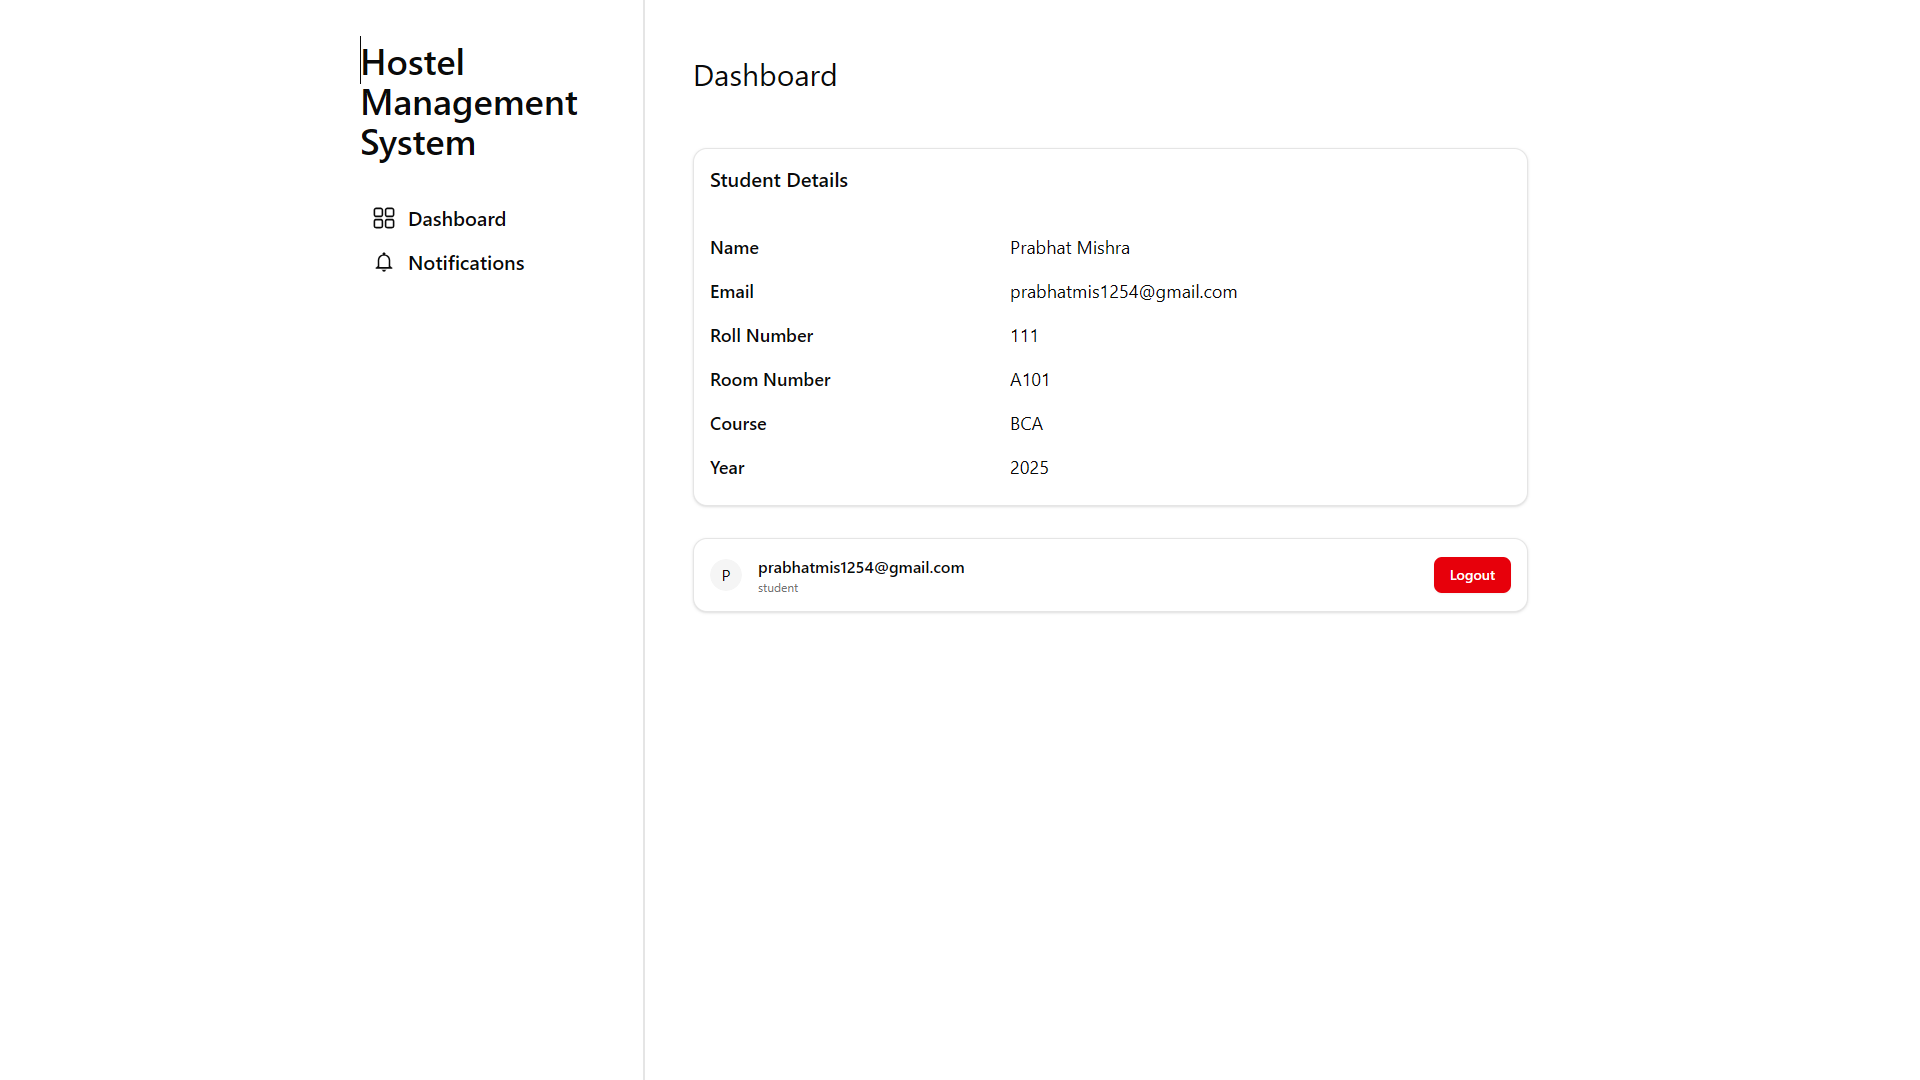 Hostel
Management
System
Dashboard
Notifications
Dashboard
Student Details
Name Prabhat Mishra
Email prabhatmis1254@gmail.com
Roll Number 111
Room Number A101
Course BCA
Year 2025
P prabhatmis1254@gmail.com
student
Logout